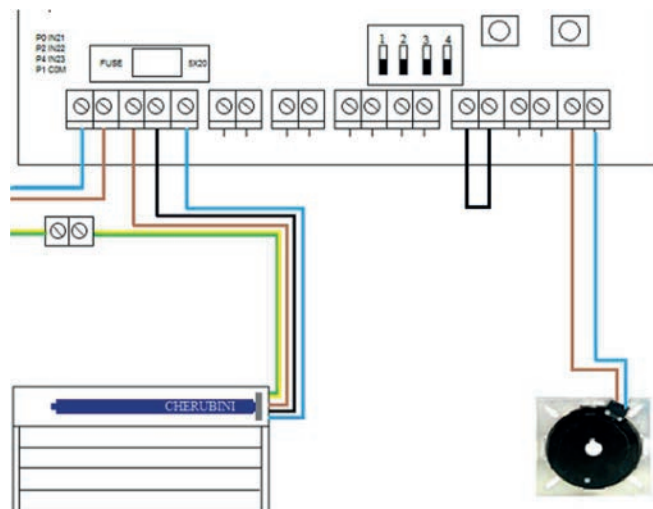 P0 IN21
P2 IN22
P4 IN23
P1 COM
FUSE 5X20
1 2 3 4
CHERUBINI